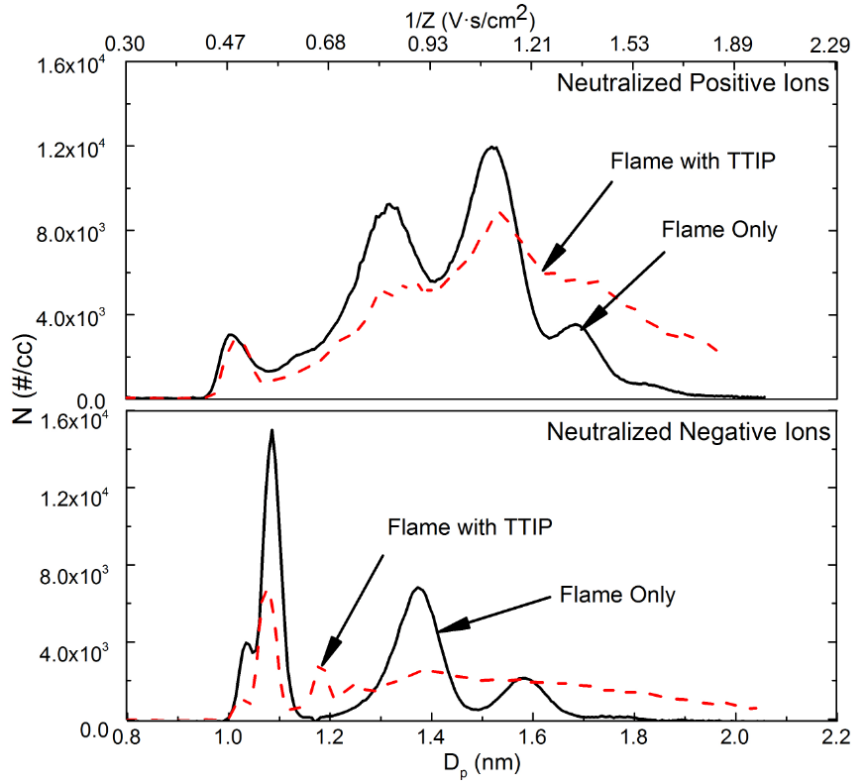 1/Z (V·s/cm²)
0.30 0.47 0.68 0.93 1.21 1.53 1.89 2.29
1.6x10⁴
Neutralized Positive Ions
1.2x10⁴
Flame with TTIP
8.0x10³
Flame Only
4.0x10³
0.0
N (#/cc)
1.6x10⁴
Neutralized Negative Ions
1.2x10⁴
Flame with TTIP
8.0x10³
Flame Only
4.0x10³
0.0
0.8 1.0 1.2 1.4 1.6 1.8 2.0 2.2
Dₚ (nm)